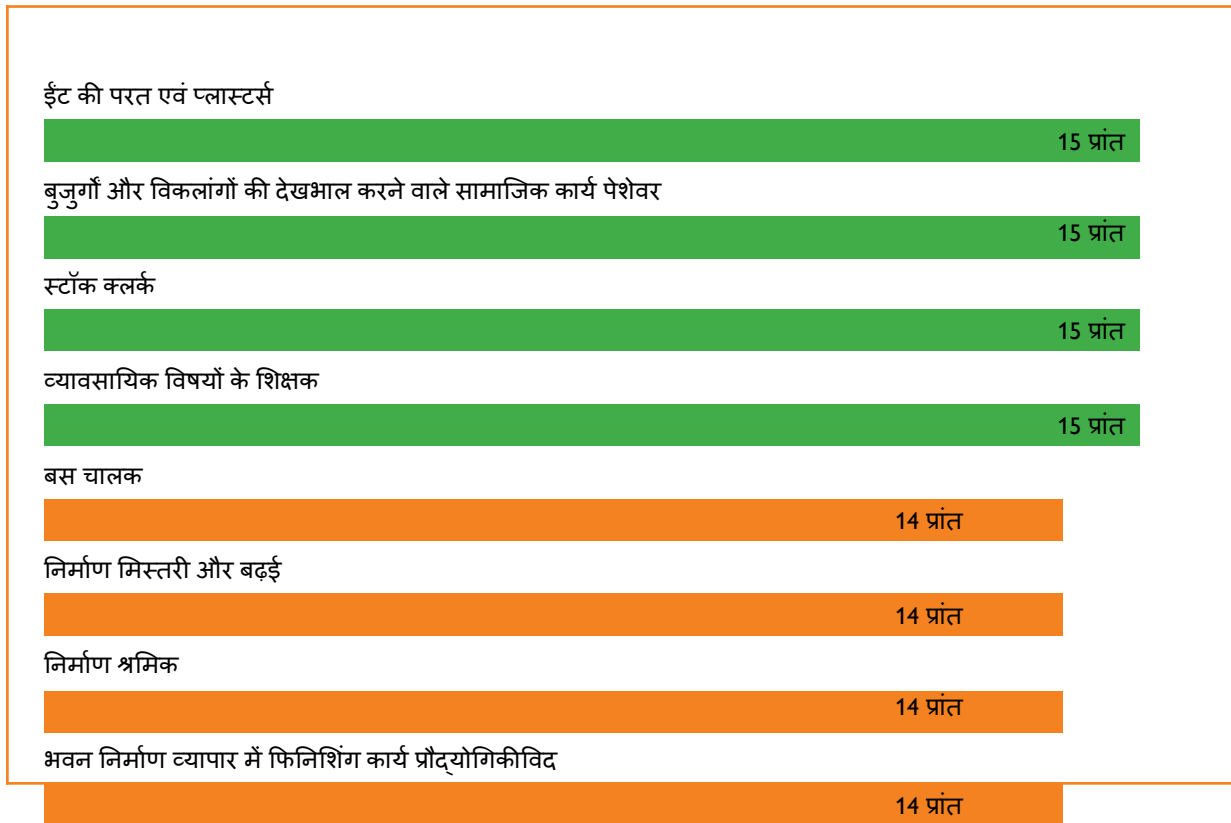 ईंट की परत एवं प्लास्टर्स
15 प्रांत
बुजुर्गों और विकलांगों की देखभाल करने वाले सामाजिक कार्य पेशेवर
15 प्रांत
स्टॉक क्लर्क
15 प्रांत
व्यावसायिक विषयों के शिक्षक
15 प्रांत
बस चालक
14 प्रांत
निर्माण मिस्तरी और बढ़ई
14 प्रांत
निर्माण श्रमिक
14 प्रांत
भवन निर्माण व्यापार में फिनिशिंग कार्य प्रौद्योगिकीविद
14 प्रांत